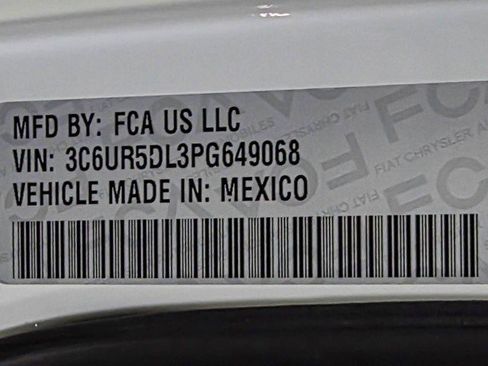 MFD BY: FCA US LLC
VIN: 3C6UR5DL3PG649068
VEHICLE MADE IN: MEXICO